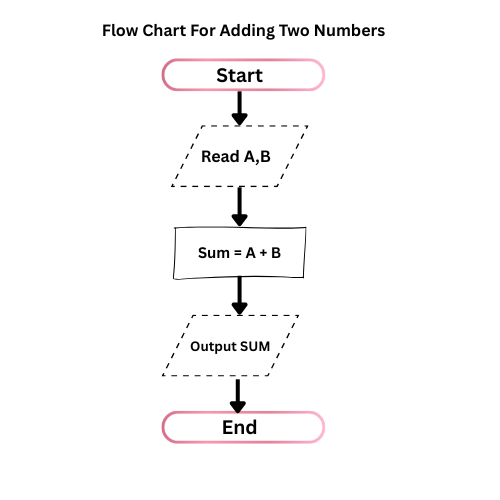 Flow Chart For Adding Two Numbers
Start
Read A,B
Sum = A + B
Output SUM
End